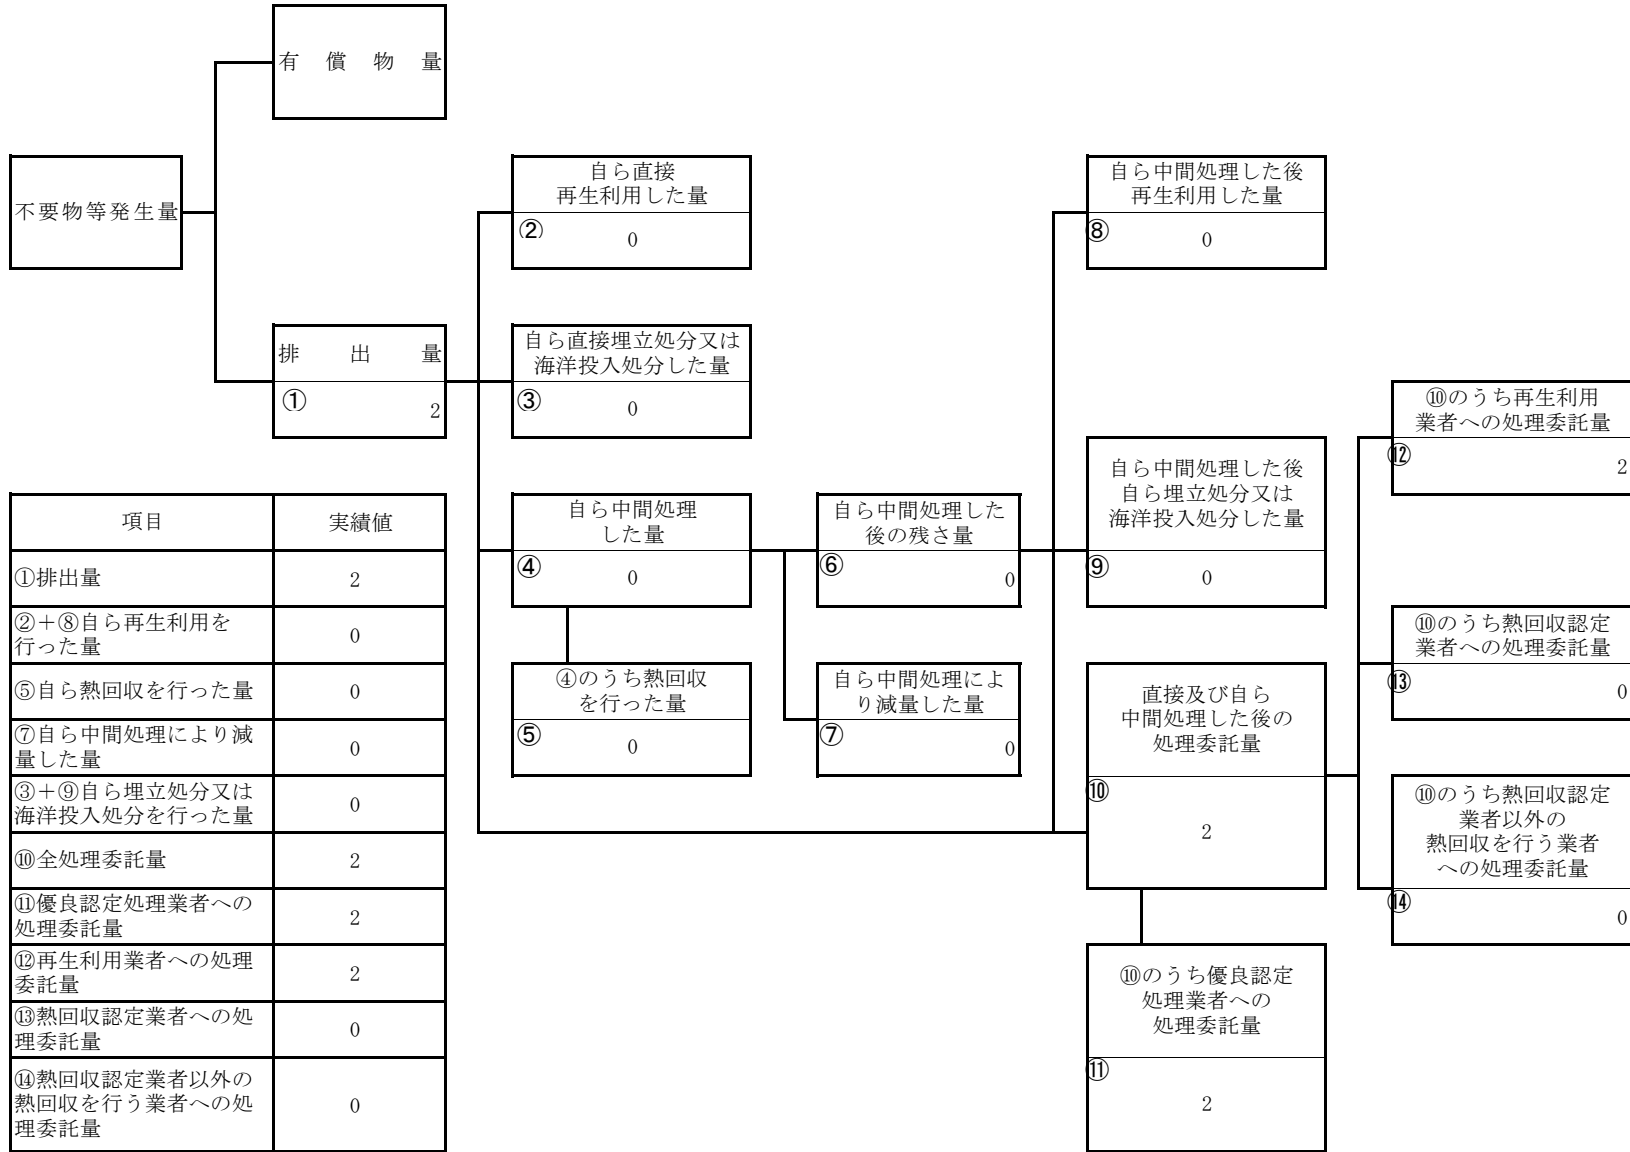 有償物量
不要物等発生量
自ら直接
再生利用した量
②
0
自ら中間処理した後
再生利用した量
⑧
0
排出量
①
2
自ら直接埋立処分又は
海洋投入処分した量
③
0
⑩のうち再生利用
業者への処理委託量
⑫
2
自ら中間処理
した量
④
0
自ら中間処理した
後の残さ量
⑥
0
自ら中間処理した後
自ら埋立処分又は
海洋投入処分した量
⑨
0
⑩のうち熱回収認定
業者への処理委託量
⑬
0
④のうち熱回収
を行った量
⑤
0
自ら中間処理によ
り減量した量
⑦
0
直接及び自ら
中間処理した後の
処理委託量
⑩
2
⑩のうち熱回収認定
業者以外の
熱回収を行う業者
への処理委託量
⑭
0
⑩のうち優良認定
処理業者への
処理委託量
⑪
2
項目 実績値
①排出量 2
②＋⑧自ら再生利用を
行った量 0
⑤自ら熱回収を行った量 0
⑦自ら中間処理により減
量した量 0
③＋⑨自ら埋立処分又は
海洋投入処分を行った量 0
⑩全処理委託量 2
⑪優良認定処理業者への
処理委託量 2
⑫再生利用業者への処理
委託量 2
⑬熱回収認定業者への処
理委託量 0
⑭熱回収認定業者以外の
熱回収を行う業者への処 0
理委託量